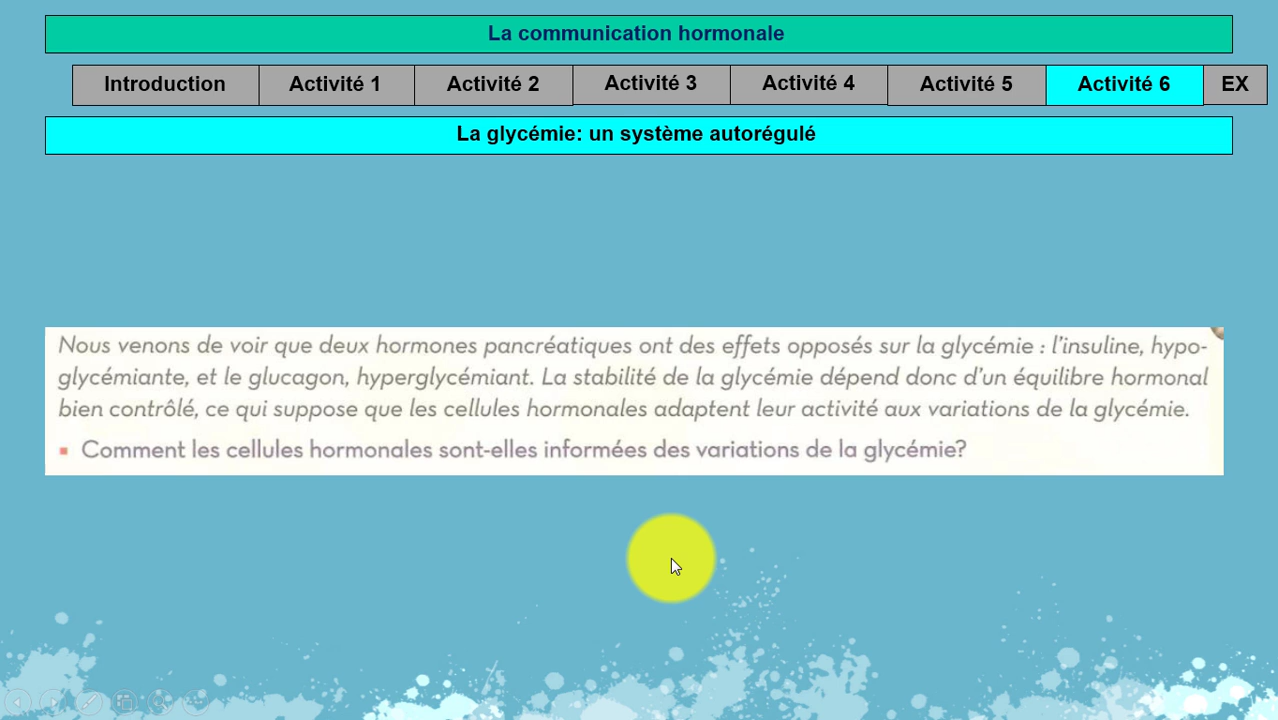 La communication hormonale
Introduction Activité 1 Activité 2 Activité 3 Activité 4 Activité 5 Activité 6 EX
La glycémie: un système autorégulé
Nous venons de voir que deux hormones pancréatiques ont des effets opposés sur la glycémie : l'insuline, hypo-
glycémiante, et le glucagon, hyperglycémiant. La stabilité de la glycémie dépend donc d'un équilibre hormonal
bien contrôlé, ce qui suppose que les cellules hormonales adaptent leur activité aux variations de la glycémie.
▪ Comment les cellules hormonales sont-elles informées des variations de la glycémie?